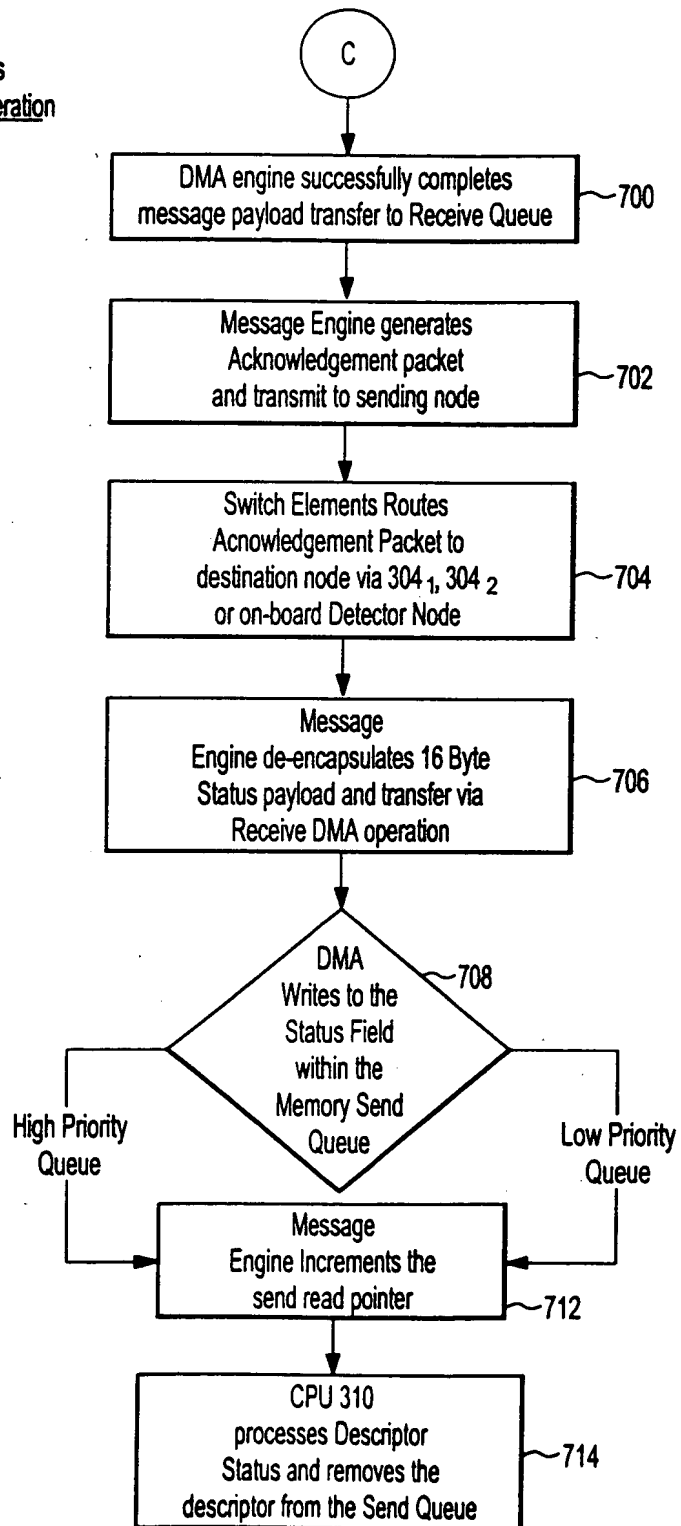 s
eration
C
DMA engine successfully completes
message payload transfer to Receive Queue
700
Message Engine generates
Acknowledgement packet
and transmit to sending node
702
Switch Elements Routes
Acnowledgement Packet to
destination node via 304 1, 304 2
or on-board Detector Node
704
Message
Engine de-encapsulates 16 Byte
Status payload and transfer via
Receive DMA operation
706
DMA
Writes to the
Status Field
within the
Memory Send
Queue
708
High Priority
Queue
Low Priority
Queue
Message
Engine Increments the
send read pointer
712
CPU 310
processes Descriptor
Status and removes the
descriptor from the Send Queue
714